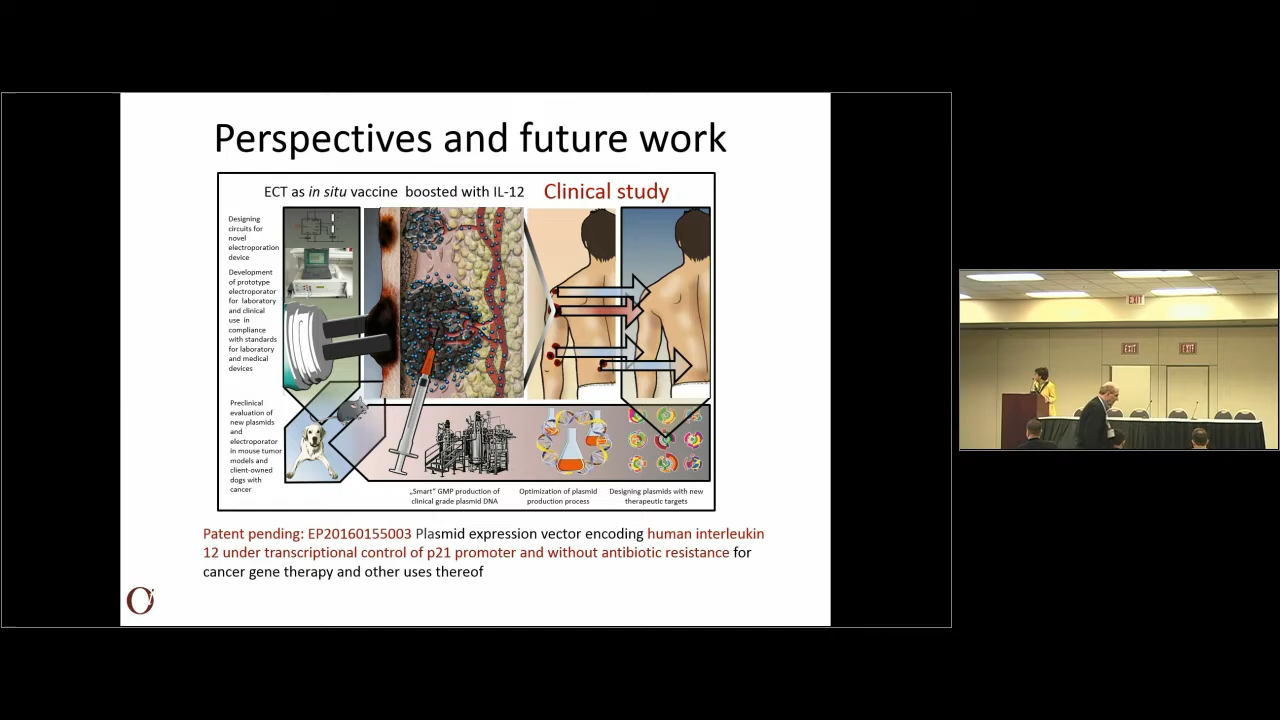 Perspectives and future work
ECT as in situ vaccine boosted with IL-12
Clinical study
Designing
circuits for
novel
electroporation
device
Development
of prototype
electroporator
for laboratory
and clinical
use in
compliance
with standards
for laboratory
and medical
devices
Preclinical
evaluation of
new plasmids
and
electroporator
in mouse tumor
models and
client-owned
dogs with
cancer
„Smart“ GMP production of
clinical grade plasmid DNA
Optimization of plasmid
production process
Designing plasmids with new
therapeutic targets
Patent pending: EP20160155003 Plasmid expression vector encoding human interleukin
12 under transcriptional control of p21 promoter and without antibiotic resistance for
cancer gene therapy and other uses thereof
EXIT
EXIT
EXIT